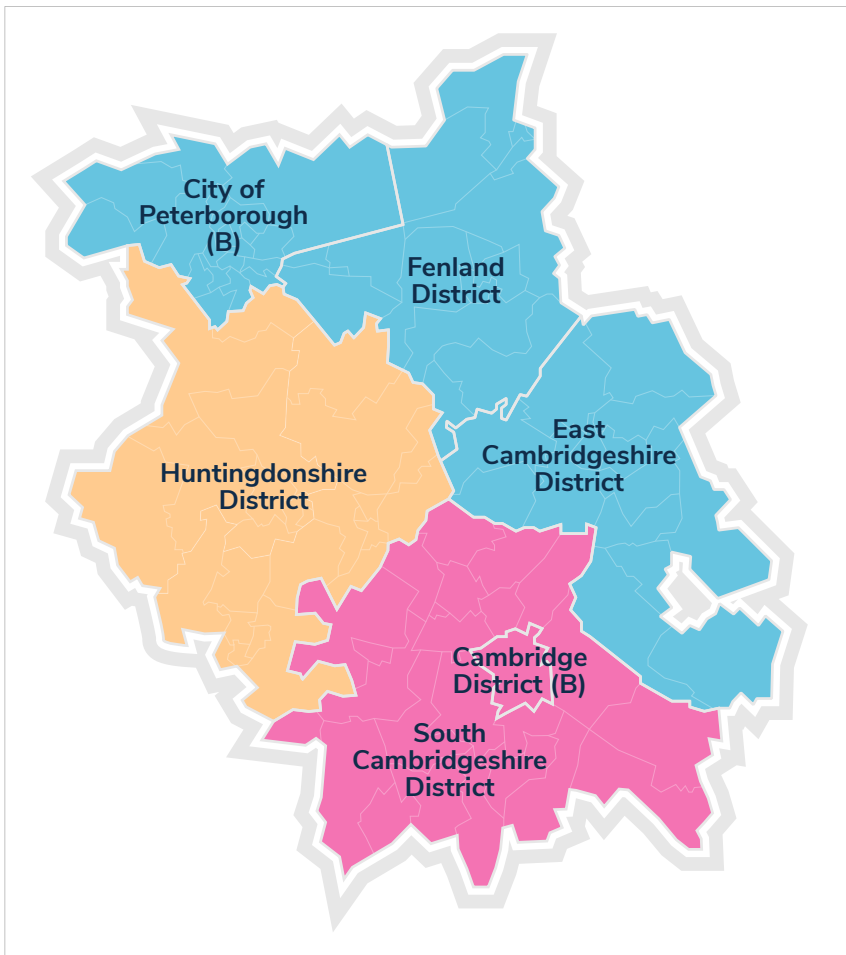 City of
Peterborough
(B)
Fenland
District
East
Cambridgeshire
District
Huntingdonshire
District
Cambridge
District (B)
South
Cambridgeshire
District